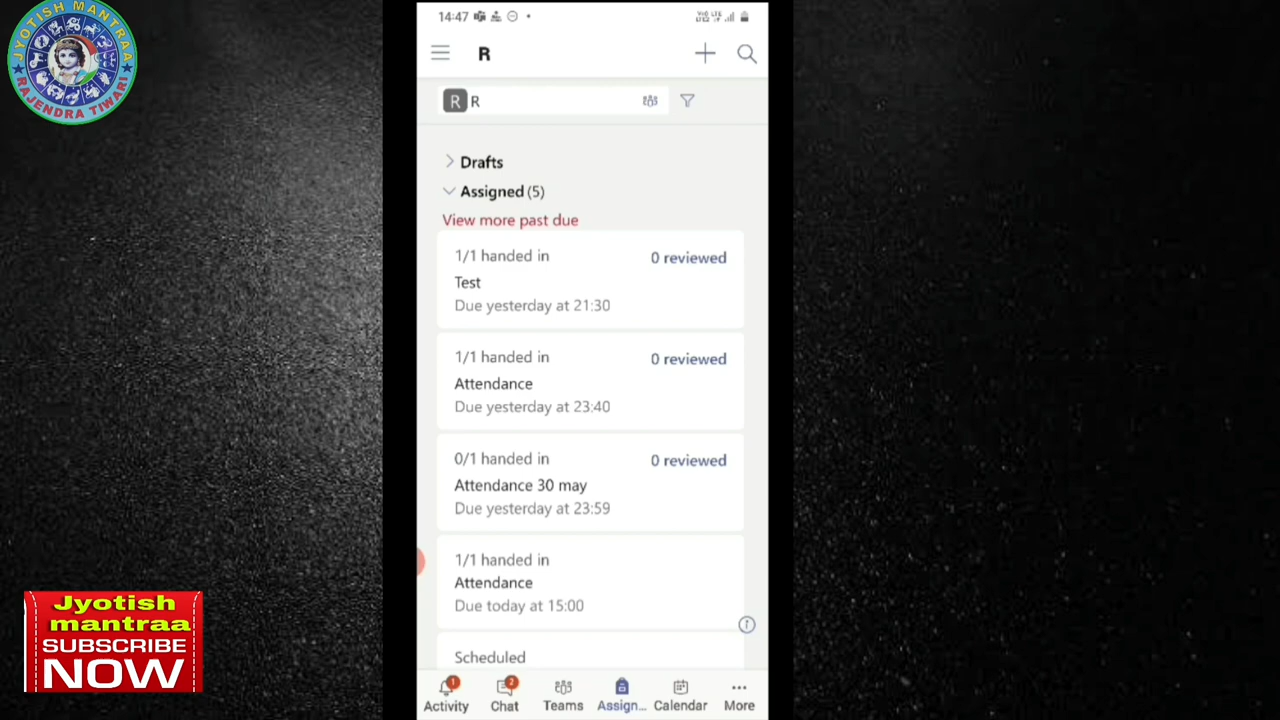 JYOTISH MANTRAA
RAJENDRA TIWARI
14:47
R
R R
Drafts
Assigned (5)
View more past due
1/1 handed in
0 reviewed
Test
Due yesterday at 21:30
1/1 handed in
0 reviewed
Attendance
Due yesterday at 23:40
0/1 handed in
0 reviewed
Attendance 30 may
Due yesterday at 23:59
1/1 handed in
Attendance
Due today at 15:00
Scheduled
1
2
Activity
Chat
Teams
Assign...
Calendar
More
Jyotish
mantraa
SUBSCRIBE
NOW